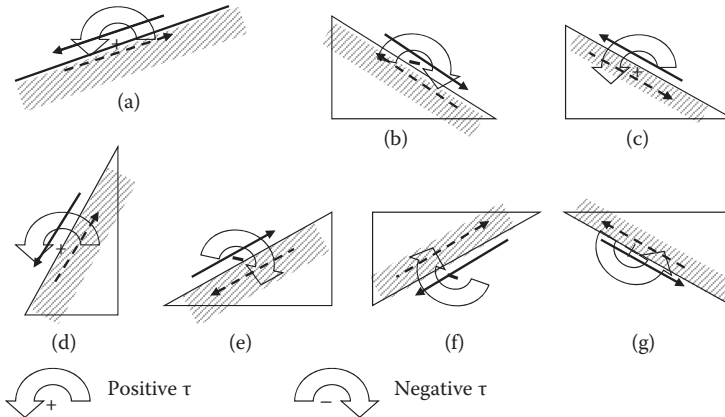 +
(a)
–
(b)
+
(c)
+
(d)
–
(e)
–
(f)
(g)
+
Positive τ
–
Negative τ